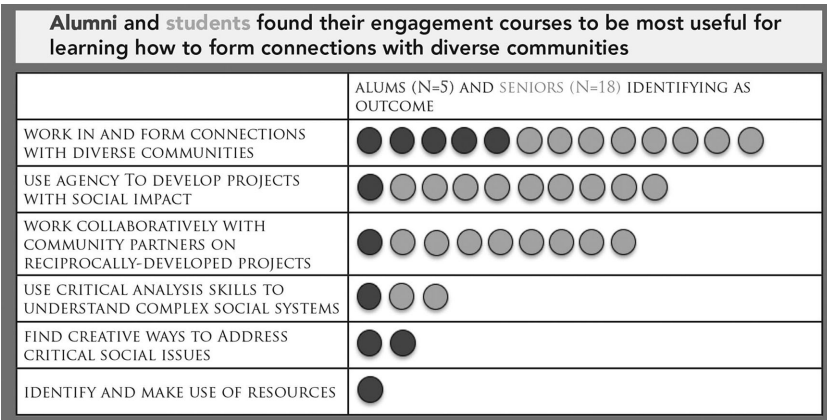 Alumni and students found their engagement courses to be most useful for
learning how to form connections with diverse communities
ALUMS (N=5) AND SENIORS (N=18) IDENTIFYING AS
OUTCOME
WORK IN AND FORM CONNECTIONS
WITH DIVERSE COMMUNITIES
USE AGENCY TO DEVELOP PROJECTS
WITH SOCIAL IMPACT
WORK COLLABORATIVELY WITH
COMMUNITY PARTNERS ON
RECIPROCALLY-DEVELOPED PROJECTS
USE CRITICAL ANALYSIS SKILLS TO
UNDERSTAND COMPLEX SOCIAL SYSTEMS
FIND CREATIVE WAYS TO ADDRESS
CRITICAL SOCIAL ISSUES
IDENTIFY AND MAKE USE OF RESOURCES